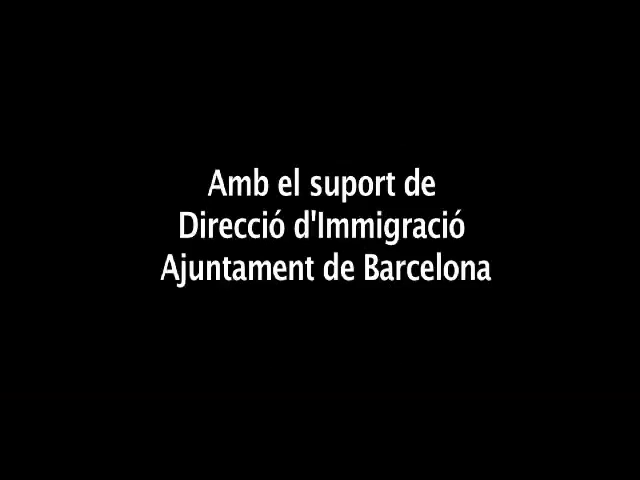 Amb el suport de
Direcció d'Immigració
Ajuntament de Barcelona